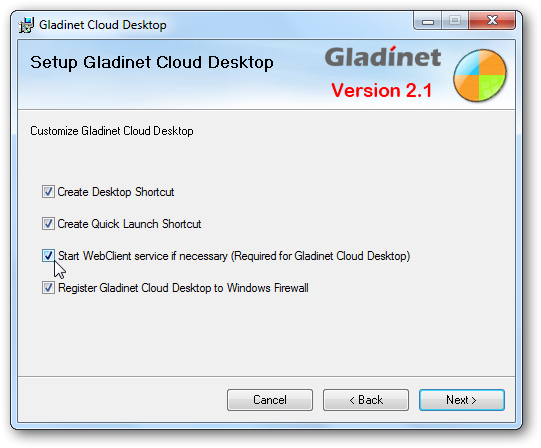 Gladinet Cloud Desktop
Setup Gladinet Cloud Desktop
Gladinet
Version 2.1
Customize Gladinet Cloud Desktop
Create Desktop Shortcut
Create Quick Launch Shortcut
Start WebClient service if necessary (Required for Gladinet Cloud Desktop)
Register Gladinet Cloud Desktop to Windows Firewall
Cancel
< Back
Next >